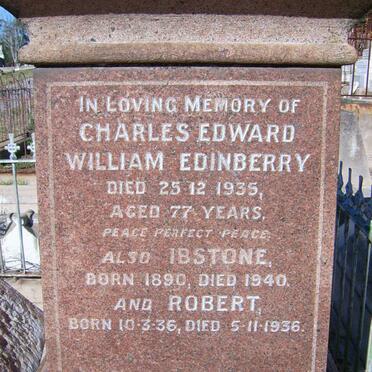 IN LOVING MEMORY OF
CHARLES EDWARD
WILLIAM EDINBERRY
DIED 25·12·1935,
AGED 77 YEARS.
PEACE PERFECT PEACE.
ALSO IBSTONE,
BORN 1890, DIED 1940.
AND ROBERT,
BORN 10·3·36, DIED 5·11·1936.